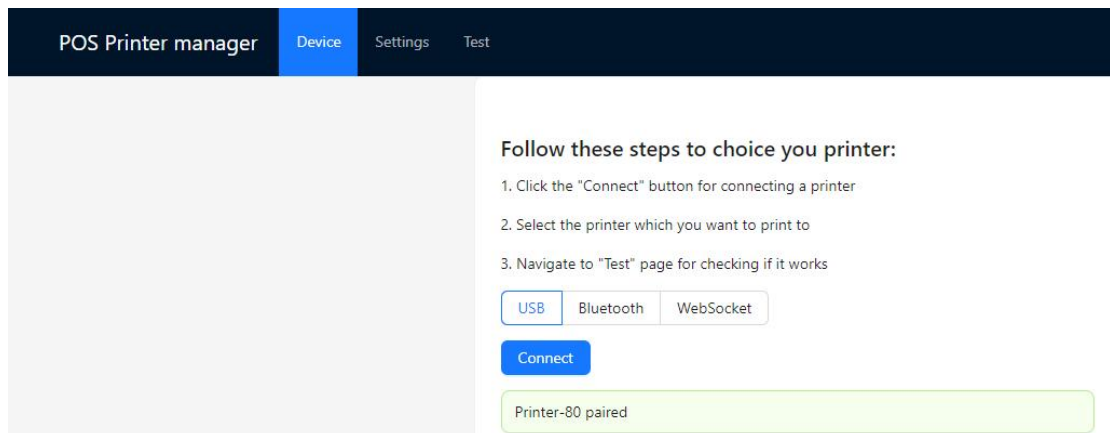 POS Printer manager Device Settings Test
Follow these steps to choice you printer:
1. Click the "Connect" button for connecting a printer
2. Select the printer which you want to print to
3. Navigate to "Test" page for checking if it works
USB Bluetooth WebSocket
Connect
Printer-80 paired